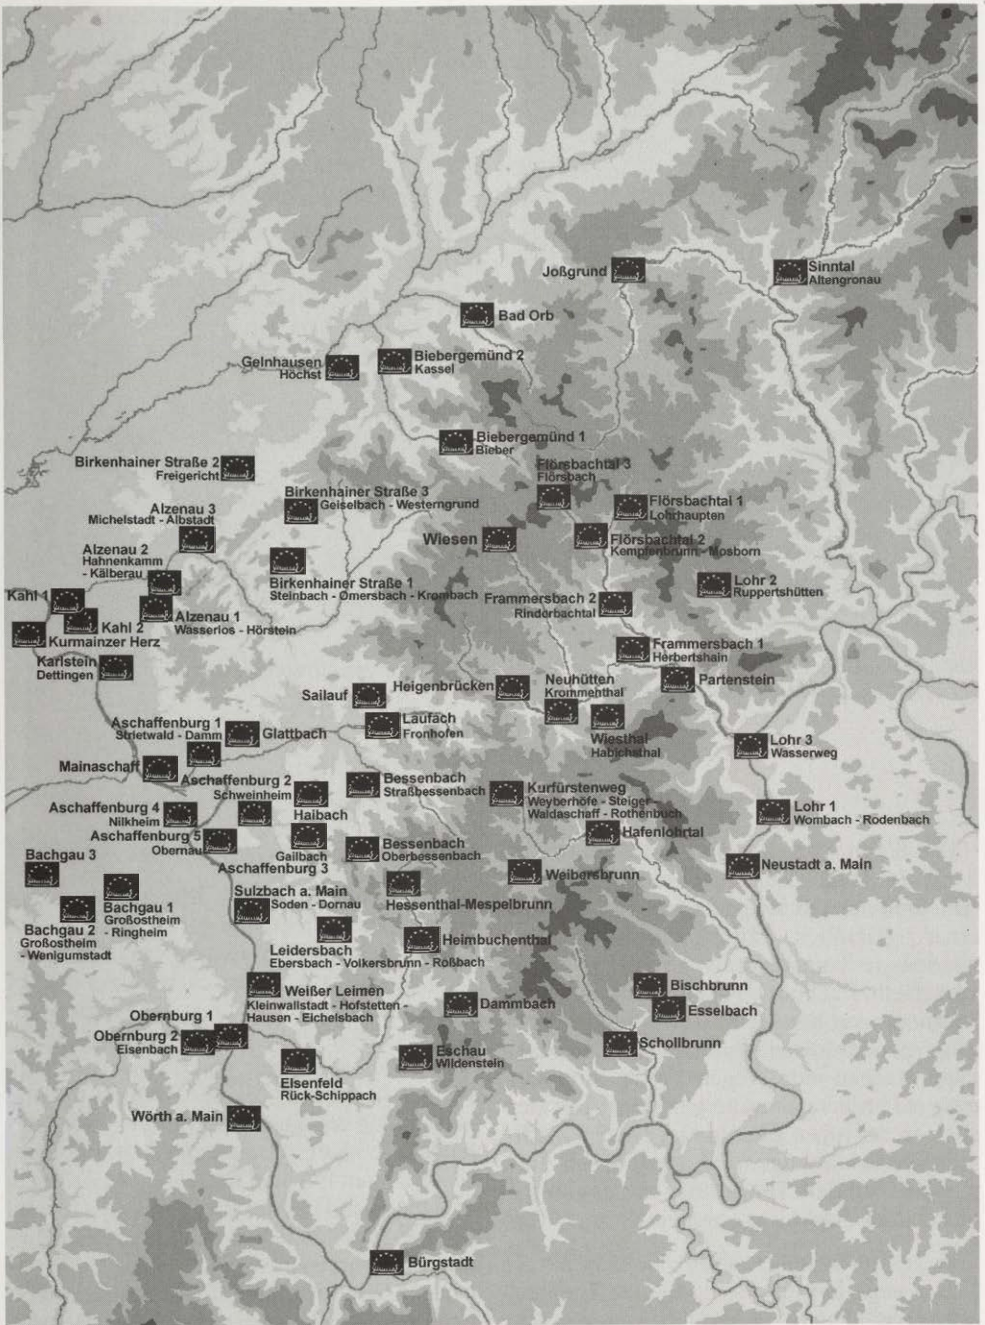 Joßgrund
Sinntal
Altengronau
Bad Orb
Gelnhausen
Höchst
Biebergemünd 2
Kassel
Biebergemünd 1
Bieber
Birkenhainer Straße 2
Freigericht
Flörsbachtal 3
Flörsbach
Birkenhainer Straße 3
Geiselbach - Westerngrund
Flörsbachtal 1
Lohrhaupten
Alzenau 3
Michelstadt - Albstadt
Wiesen
Flörsbachtal 2
Kempfenbrunn - Mosborn
Alzenau 2
Hahnenkamm
- Kälberau
Birkenhainer Straße 1
Steinbach - Omersbach - Krombach
Lohr 2
Ruppertshütten
Kahl 1
Frammersbach 2
Rinderbachtal
Alzenau 1
Wasserlos - Hörstein
Kahl 2
Kurmainzer Herz
Frammersbach 1
Herbertshain
Karlstein
Dettingen
Partenstein
Sailauf
Heigenbrücken
Neuhütten
Krommenthal
Aschaffenburg 1
Strietwald - Damm
Glattbach
Laufach
Fronhofen
Wiesthal
Habichsthal
Lohr 3
Wasserweg
Mainaschaff
Aschaffenburg 2
Schweinheim
Bessenbach
Straßbessenbach
Kurfürstenweg
Weyberhöfe - Steiger -
Waldaschaff - Rothenbuch
Aschaffenburg 4
Nilkheim
Haibach
Lohr 1
Wombach - Rodenbach
Aschaffenburg 5
Obernau
Hafenlohrtal
Gailbach
Aschaffenburg 3
Bessenbach
Oberbessenbach
Bachgau 3
Neustadt a. Main
Weibersbrunn
Sulzbach a. Main
Soden - Dornau
Hessenthal-Mespelbrunn
Bachgau 1
Großostheim
- Ringheim
Bachgau 2
Großostheim
- Wenigumstadt
Leidersbach
Ebersbach - Volkersbrunn - Roßbach
Heimbuchenthal
Weißer Leimen
Kleinwallstadt - Hofstetten -
Hausen - Eichelsbach
Bischbrunn
Dammbach
Esselbach
Obernburg 1
Obernburg 2
Eisenbach
Schollbrunn
Eschau
Wildenstein
Elsenfeld
Rück-Schippach
Wörth a. Main
Bürgstadt